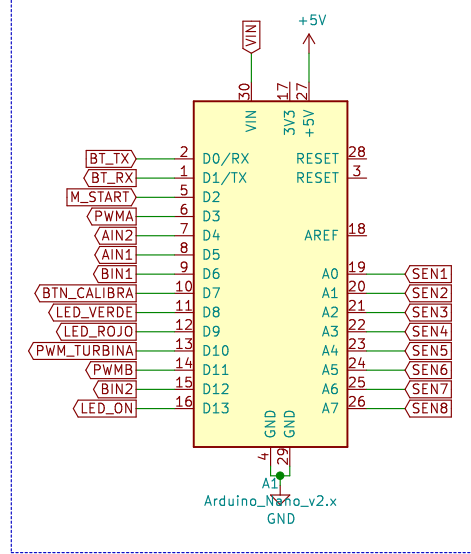 +5V
VIN
30
17
27
VIN
3V3
+5V
BT_TX 2 D0/RX RESET 28
BT_RX 1 D1/TX RESET 3
M_START 5 D2
PWMA 6 D3
AIN2 7 D4 AREF 18
AIN1 8 D5
BIN1 9 D6 A0 19 SEN1
BTN_CALIBRA 10 D7 A1 20 SEN2
LED_VERDE 11 D8 A2 21 SEN3
LED_ROJO 12 D9 A3 22 SEN4
PWM_TURBINA 13 D10 A4 23 SEN5
PWMB 14 D11 A5 24 SEN6
BIN2 15 D12 A6 25 SEN7
LED_ON 16 D13 A7 26 SEN8
GND
GND
4
29
A1
Arduino_Nano_v2.x
GND